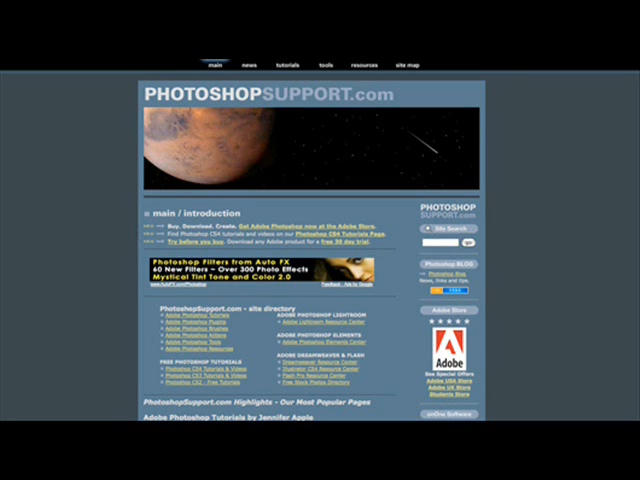 main news tutorials tools resources site map
PHOTOSHOPSUPPORT.com
main / introduction
Buy. Download. Create. Get Adobe Photoshop now at the Adobe Store.
Find Photoshop CS4 tutorials and videos on our Photoshop CS4 Tutorials Page.
Try before you buy. Download any Adobe product for a free 30 day trial.
Photoshop Filters from Auto FX
60 New Filters – Over 300 Photo Effects
Mystical Tint Tone and Color 2.0
www.AutoFX.com/Photoshop
Feedback - Ads by Google
PhotoshopSupport.com - site directory
Adobe Photoshop Tutorials
Adobe Photoshop Plugins
Adobe Photoshop Brushes
Adobe Photoshop Actions
Adobe Photoshop Tools
Adobe Photoshop Resources
FREE PHOTOSHOP TUTORIALS
Photoshop CS4 Tutorials & Videos
Photoshop CS3 Tutorials & Videos
Photoshop CS2 - Free Tutorials
ADOBE PHOTOSHOP LIGHTROOM
Adobe Lightroom Resource Center
ADOBE PHOTOSHOP ELEMENTS
Adobe Photoshop Elements Center
ADOBE DREAMWEAVER & FLASH
Dreamweaver Resource Center
Illustrator CS4 Resource Center
Flash Pro Resource Center
Free Stock Photos Directory
PhotoshopSupport.com Highlights - Our Most Popular Pages
Adobe Photoshop Tutorials by Jennifer Apple
PHOTOSHOP
SUPPORT.com
Site Search
go
Photoshop BLOG
Photoshop Blog.
News, links and tips.
Adobe Store
Adobe
See Special Offers
Adobe USA Store
Adobe UK Store
Students Store
onOne Software